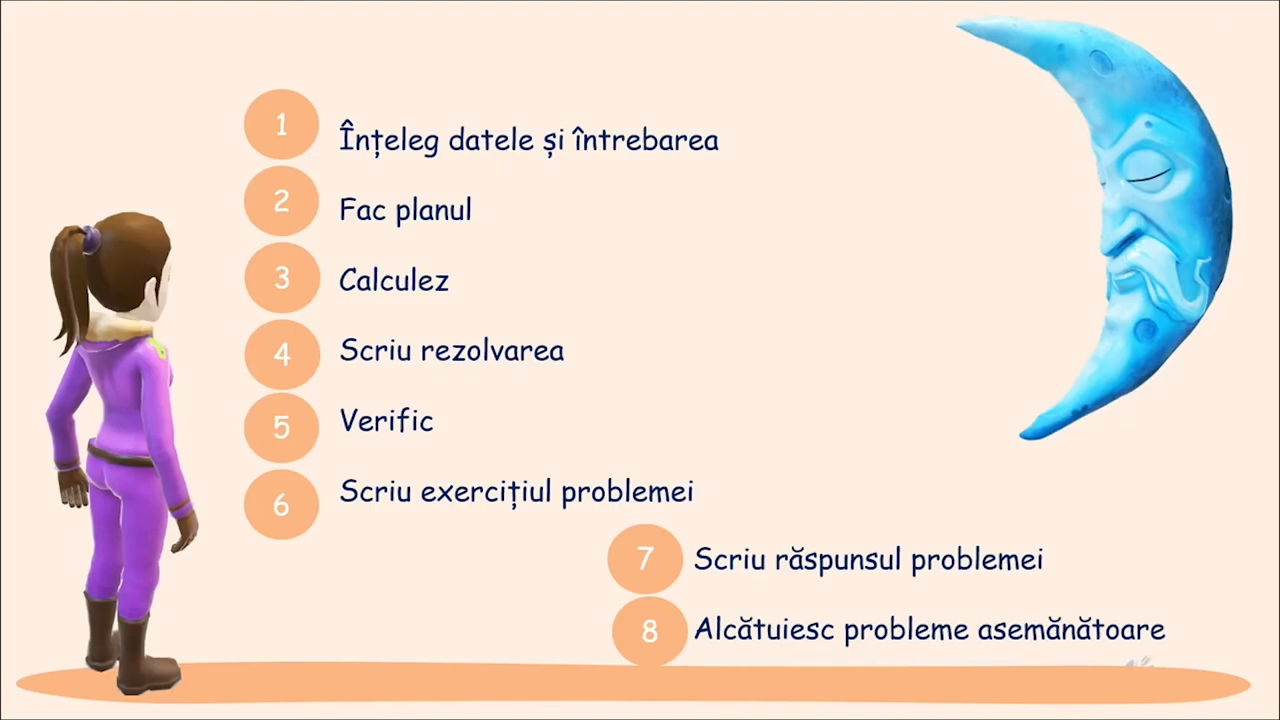 1 Înțeleg datele și întrebarea
2 Fac planul
3 Calculez
4 Scriu rezolvarea
5 Verific
6 Scriu exercițiul problemei
7 Scriu răspunsul problemei
8 Alcătuiesc probleme asemănătoare